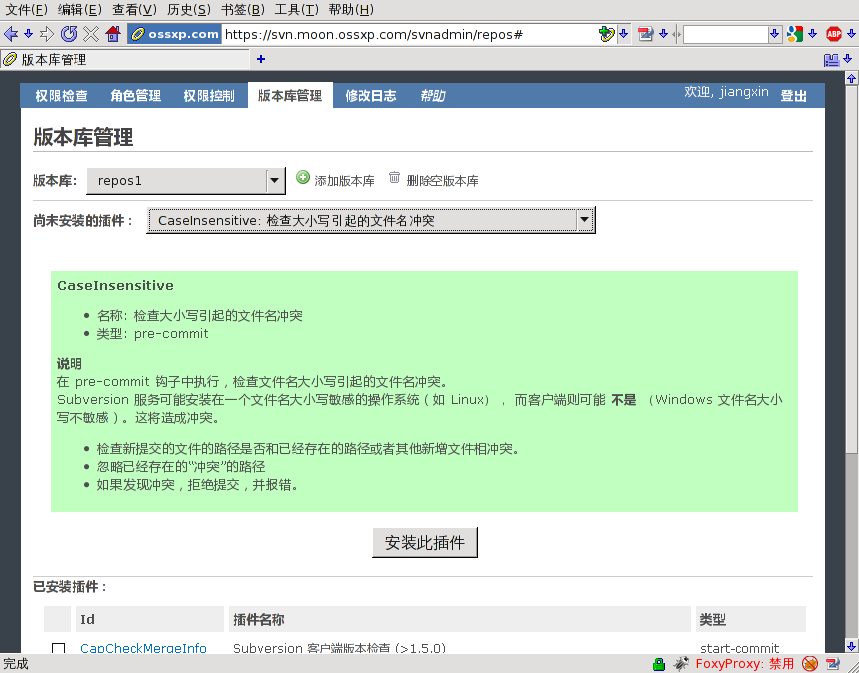 文件(F) 编辑(E) 查看(V) 历史(S) 书签(B) 工具(T) 帮助(H)
ossxp.com https://svn.moon.ossxp.com/svnadmin/repos# ABP
版本库管理 +
权限检查 角色管理 权限控制 版本库管理 修改日志 帮助 欢迎, jiangxin 登出
版本库管理
版本库: repos1 添加版本库 删除空版本库
尚未安装的插件: CaseInsensitive: 检查大小写引起的文件名冲突
CaseInsensitive
• 名称: 检查大小写引起的文件名冲突
• 类型: pre-commit
说明
在 pre-commit 钩子中执行，检查文件名大小写引起的文件名冲突。
Subversion 服务可能安装在一个文件名大小写敏感的操作系统（如 Linux），而客户端则可能 不是 （Windows 文件名大小
写不敏感）。这将造成冲突。
• 检查新提交的文件的路径是否和已经存在的路径或者其他新增文件相冲突。
• 忽略已经存在的“冲突”的路径
• 如果发现冲突，拒绝提交，并报错。
安装此插件
已安装插件:
Id 插件名称 类型
CapCheckMergeInfo Subversion 客户端版本检查 (>1.5.0) start-commit
完成 FoxyProxy: 禁用